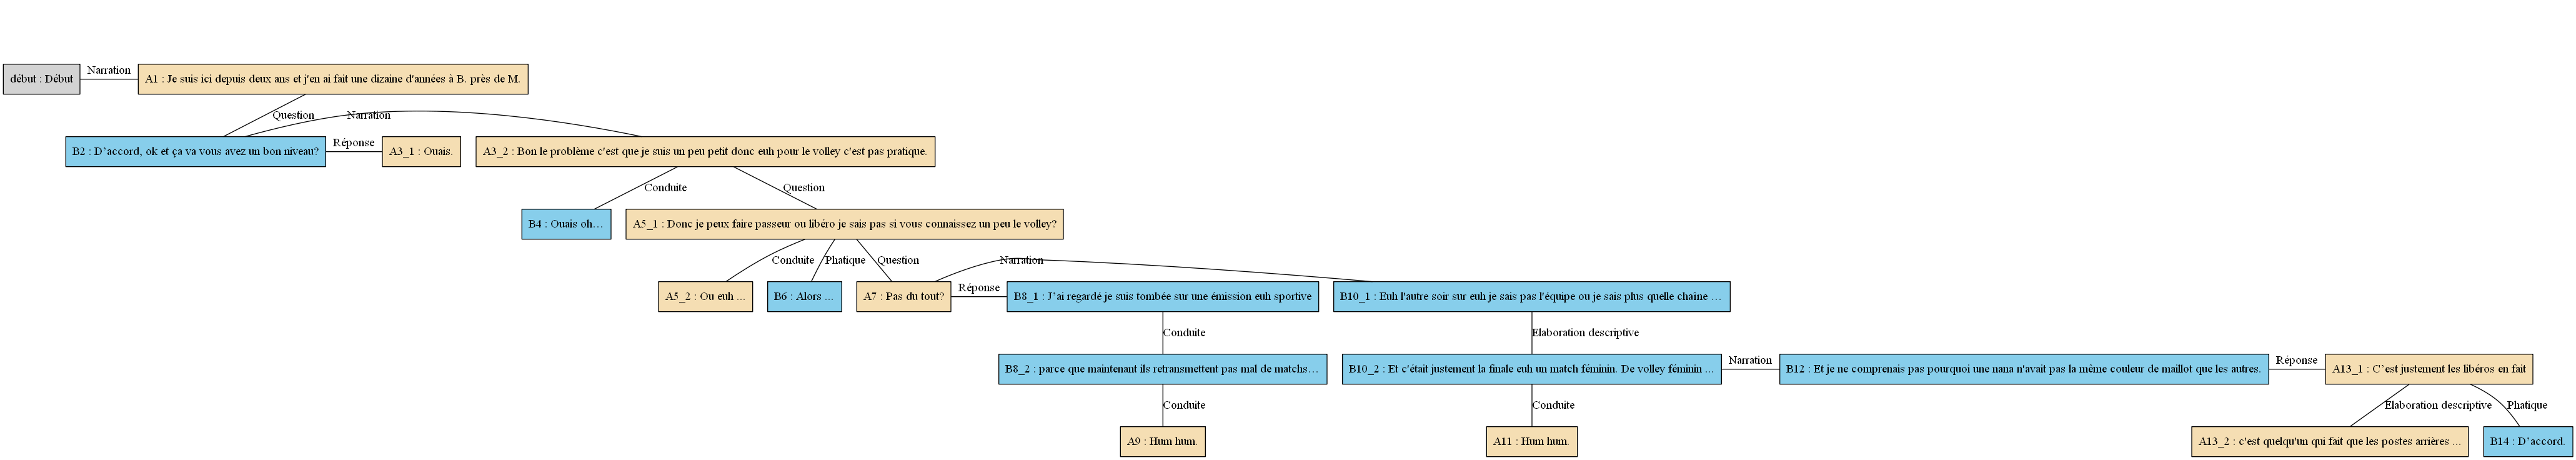 Narration
début : Début
A1 : Je suis ici depuis deux ans et j'en ai fait une dizaine d'années à B. près de M.
Question
Narration
B2 : D’accord, ok et ça va vous avez un bon niveau?
Réponse
A3_1 : Ouais.
A3_2 : Bon le problème c'est que je suis un peu petit donc euh pour le volley c'est pas pratique.
Conduite
Question
B4 : Ouais oh…
A5_1 : Donc je peux faire passeur ou libéro je sais pas si vous connaissez un peu le volley?
Conduite
Phatique
Question
Narration
A5_2 : Ou euh ...
B6 : Alors ...
A7 : Pas du tout?
Réponse
B8_1 : J’ai regardé je suis tombée sur une émission euh sportive
B10_1 : Euh l'autre soir sur euh je sais pas l'équipe ou je sais plus quelle chaîne …
Conduite
Elaboration descriptive
B8_2 : parce que maintenant ils retransmettent pas mal de matchs…
B10_2 : Et c'était justement la finale euh un match féminin. De volley féminin ...
Narration
B12 : Et je ne comprenais pas pourquoi une nana n'avait pas la même couleur de maillot que les autres.
Réponse
A13_1 : C’est justement les libéros en fait
Conduite
Conduite
Elaboration descriptive
Phatique
A9 : Hum hum.
A11 : Hum hum.
A13_2 : c'est quelqu'un qui fait que les postes arrières ...
B14 : D’accord.